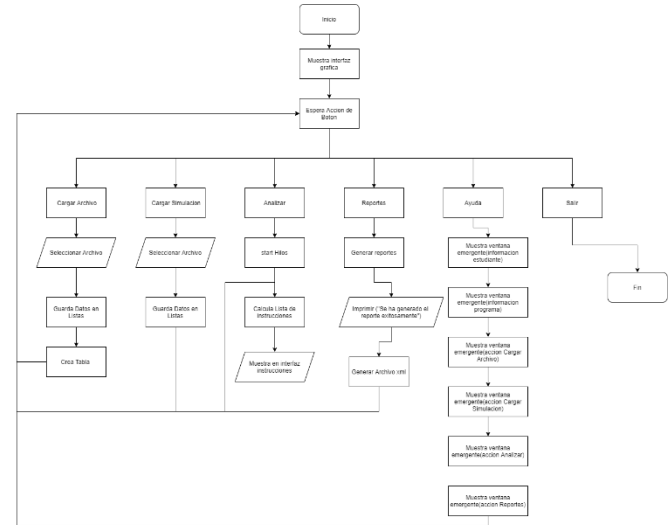 Inicio
Muestra interfaz
grafica
Espera Accion de
Boton
Cargar Archivo
Cargar Simulacion
Analizar
Reportes
Ayuda
Salir
Seleccionar Archivo
Seleccionar Archivo
start Hilos
Generar reportes
Muestra ventana
emergente(informacion
estudiante)
Fin
Guarda Datos en
Listas
Guarda Datos en
Listas
Calcula Lista de
Instrucciones
Imprimir ("Se ha generado el
reporte exitosamente")
Muestra ventana
emergente(informacion
programa)
Crea Tabla
Muestra en interfaz
instrucciones
Generar Archivo xml
Muestra ventana
emergente(accion Cargar
Archivo)
Muestra ventana
emergente(accion Cargar
Simulacion)
Muestra ventana
emergente(accion Analizar)
Muestra ventana
emergente(accion Reportes)